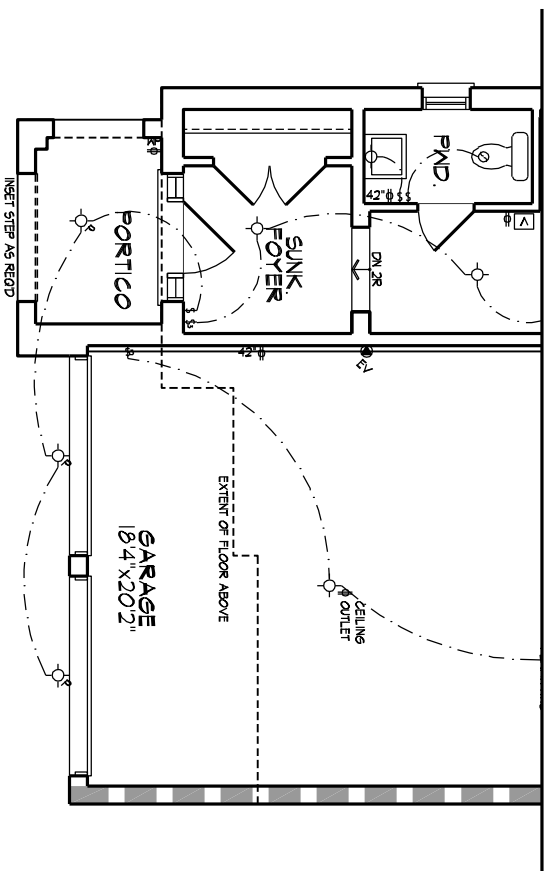 PWD.
42"
$ $
SUNK.
FOYER
DN 2R
PORTICO
P
INSET STEP AS REQ'D
$
$$
42"
$
EV
P
EXTENT OF FLOOR ABOVE
GARAGE
18'4"x20'2"
CEILING
OUTLET
P
V